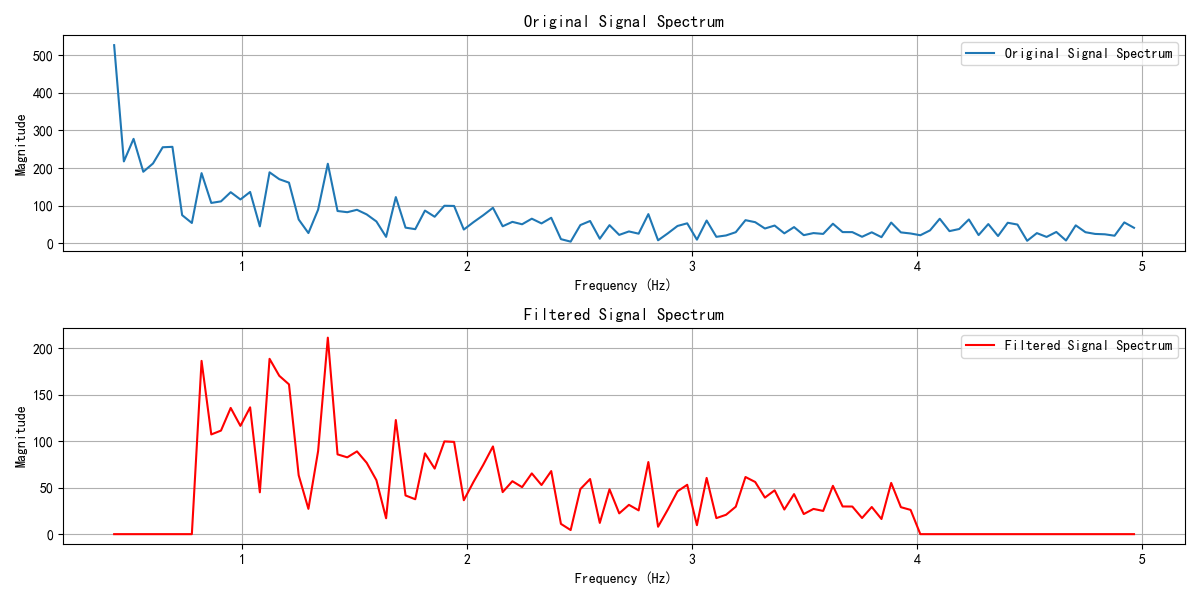 Original Signal Spectrum
Original Signal Spectrum
500
400
300
200
100
0
Magnitude
1
2
3
4
5
Frequency (Hz)
Filtered Signal Spectrum
Filtered Signal Spectrum
200
150
100
50
0
Magnitude
1
2
3
4
5
Frequency (Hz)